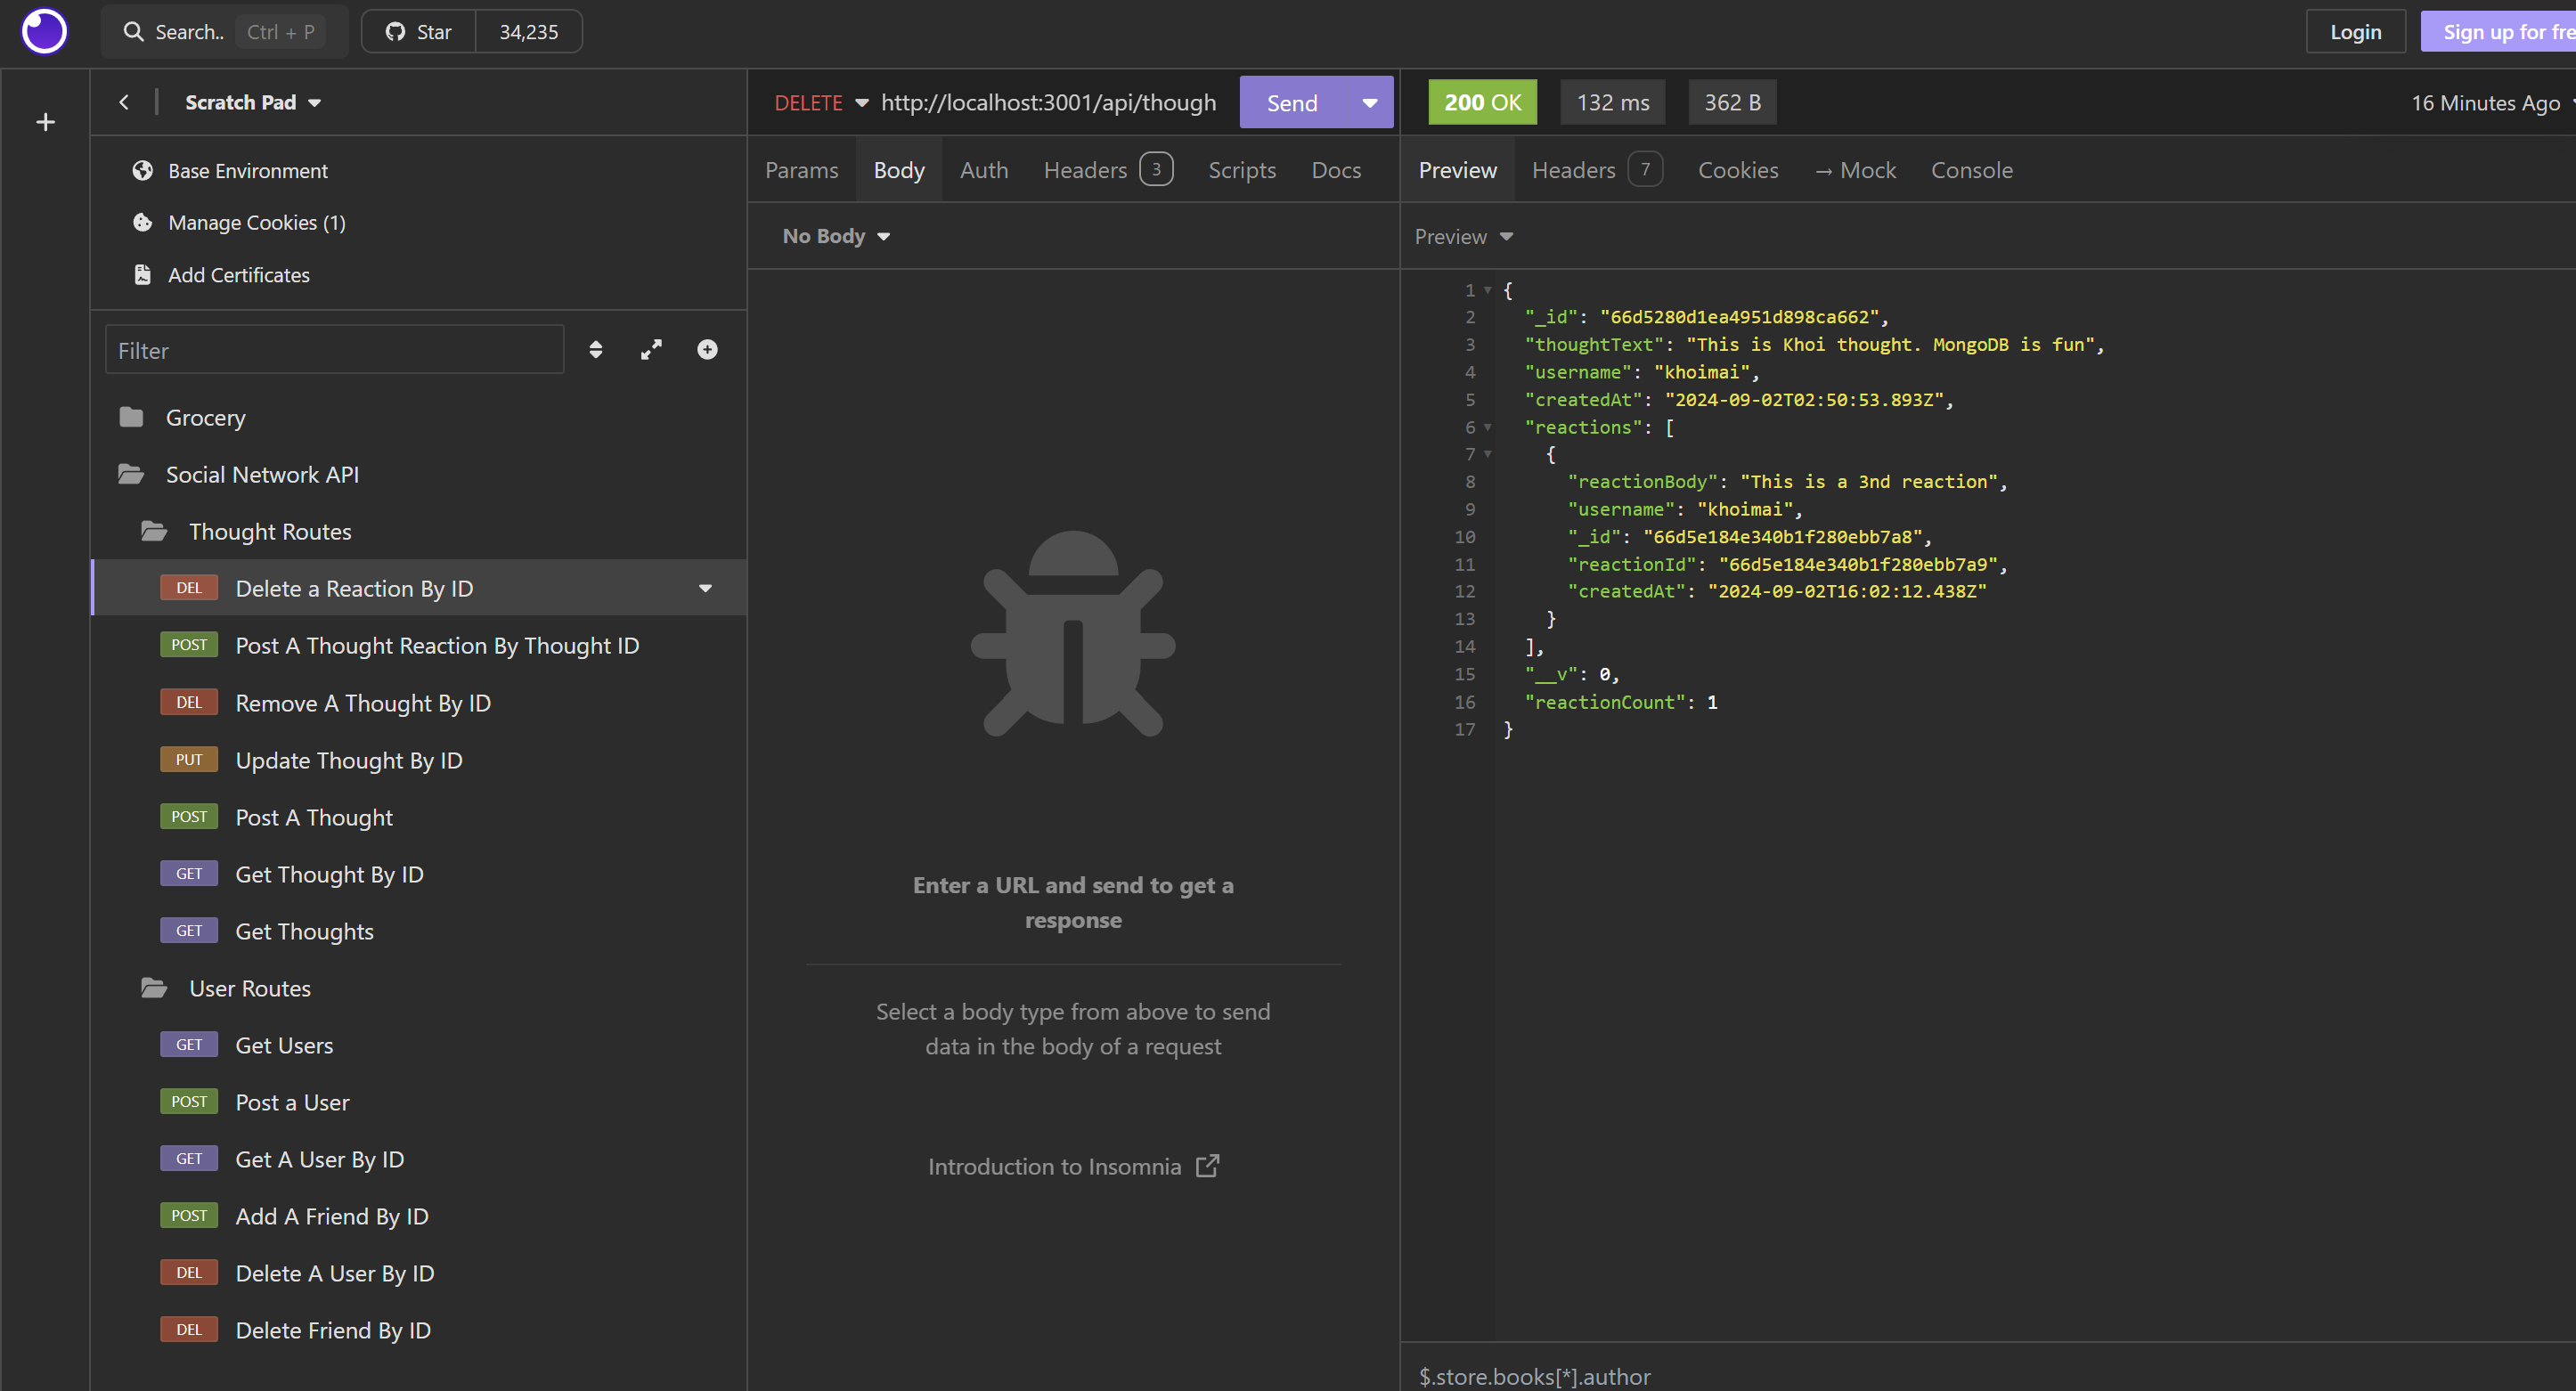 Search.. Ctrl + P
Star 34,235
Login
Sign up for fre
Scratch Pad
Base Environment
Manage Cookies (1)
Add Certificates
Filter
Grocery
Social Network API
Thought Routes
DEL Delete a Reaction By ID
POST Post A Thought Reaction By Thought ID
DEL Remove A Thought By ID
PUT Update Thought By ID
POST Post A Thought
GET Get Thought By ID
GET Get Thoughts
User Routes
GET Get Users
POST Post a User
GET Get A User By ID
POST Add A Friend By ID
DEL Delete A User By ID
DEL Delete Friend By ID
DELETE http://localhost:3001/api/though Send
Params Body Auth Headers 3 Scripts Docs
No Body
Enter a URL and send to get a
response
Select a body type from above to send
data in the body of a request
Introduction to Insomnia
200 OK 132 ms 362 B 16 Minutes Ago
Preview Headers 7 Cookies → Mock Console
Preview
1 {
2 "_id": "66d5280d1ea4951d898ca662",
3 "thoughtText": "This is Khoi thought. MongoDB is fun",
4 "username": "khoimai",
5 "createdAt": "2024-09-02T02:50:53.893Z",
6 "reactions": [
7 {
8 "reactionBody": "This is a 3nd reaction",
9 "username": "khoimai",
10 "_id": "66d5e184e340b1f280ebb7a8",
11 "reactionId": "66d5e184e340b1f280ebb7a9",
12 "createdAt": "2024-09-02T16:02:12.438Z"
13 }
14 ],
15 "__v": 0,
16 "reactionCount": 1
17 }
$.store.books[*].author